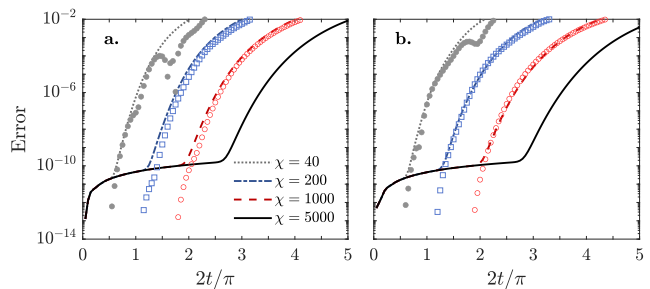 10^{-2}
10^{-6}
10^{-10}
10^{-14}
Error
a.
χ = 40
χ = 200
χ = 1000
χ = 5000
0 1 2 3 4 5
2t/π
b.
0 1 2 3 4 5
2t/π